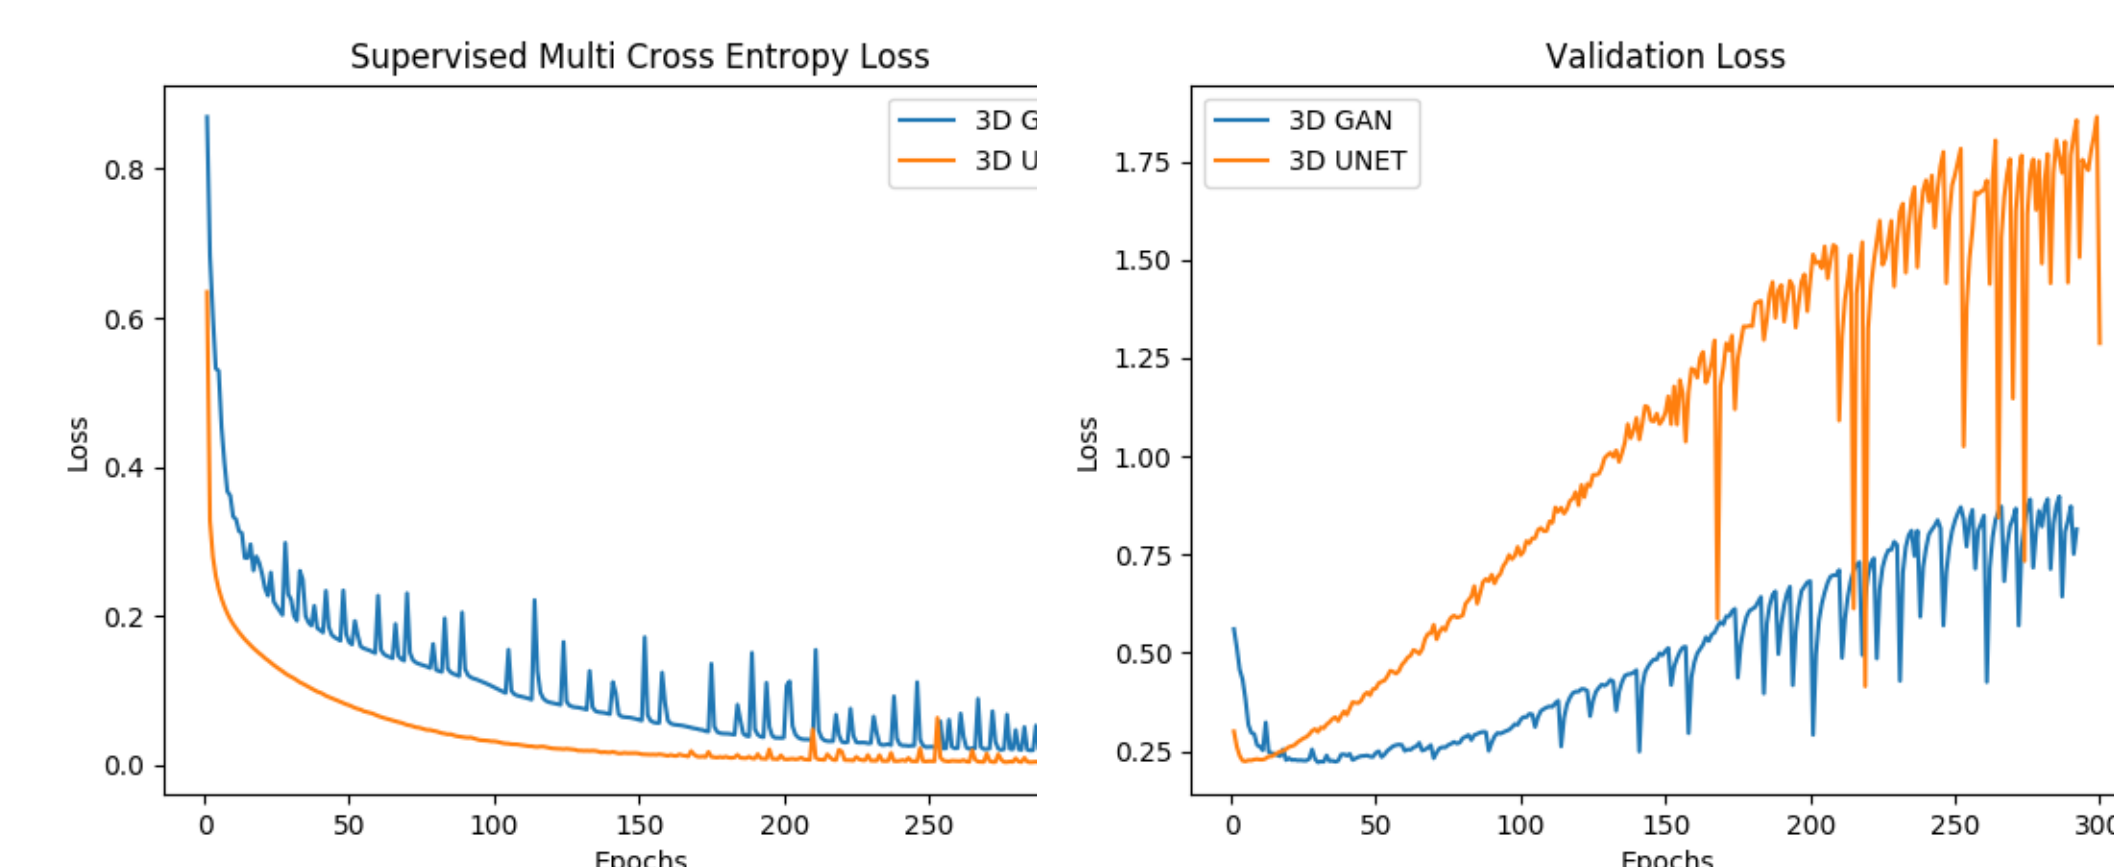 Supervised Multi Cross Entropy Loss
3D G
3D U
0.8
0.6
0.4
0.2
0.0
Loss
0 50 100 150 200 250
Epochs
Validation Loss
3D GAN
3D UNET
1.75
1.50
1.25
1.00
0.75
0.50
0.25
Loss
0 50 100 150 200 250 300
Epochs